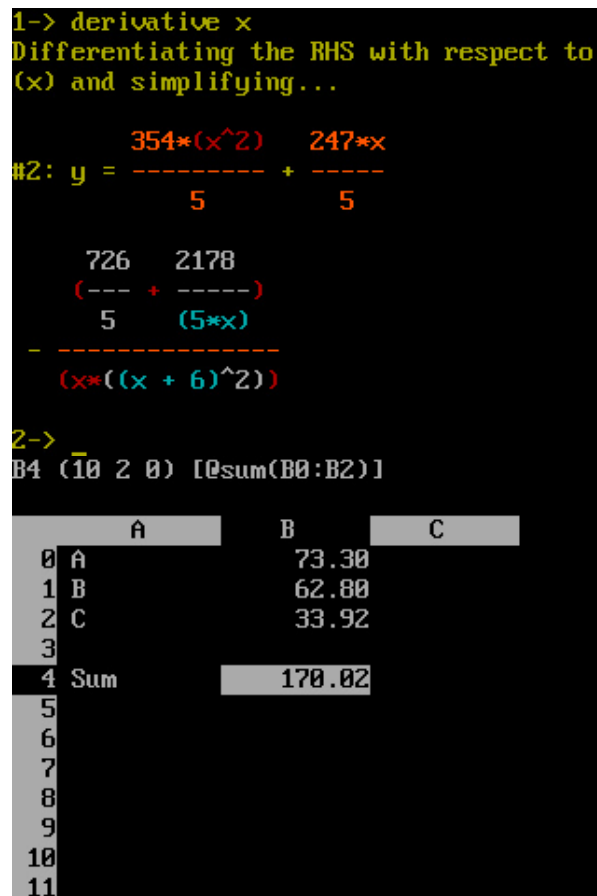 1-> derivative x
Differentiating the RHS with respect to
(x) and simplifying...
354*(x^2)   247*x
#2: y = --------- + -----
5         5
726   2178
(--- + -----)
5    (5*x)
- ---------------
(x*((x + 6)^2))
2-> _
B4 (10 2 0) [@sum(B0:B2)]
A B C
0 A 73.30
1 B 62.80
2 C 33.92
3
4 Sum 170.02
5
6
7
8
9
10
11